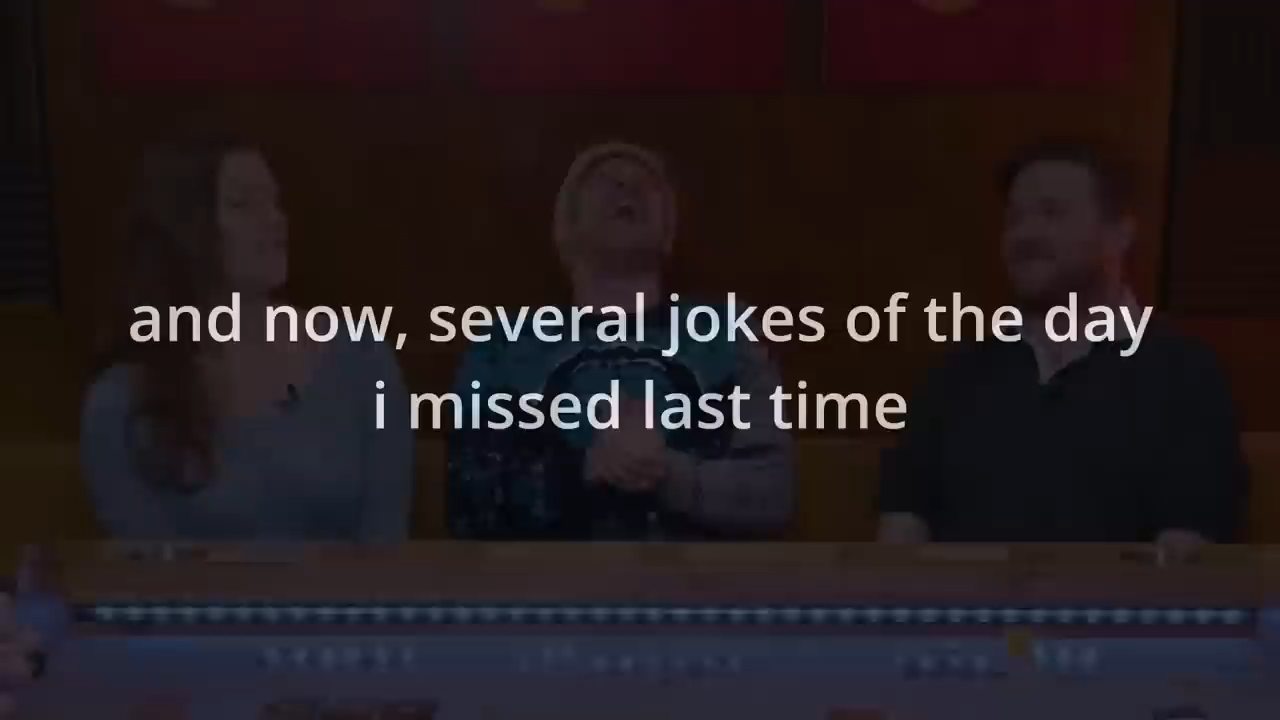 and now, several jokes of the day
i missed last time